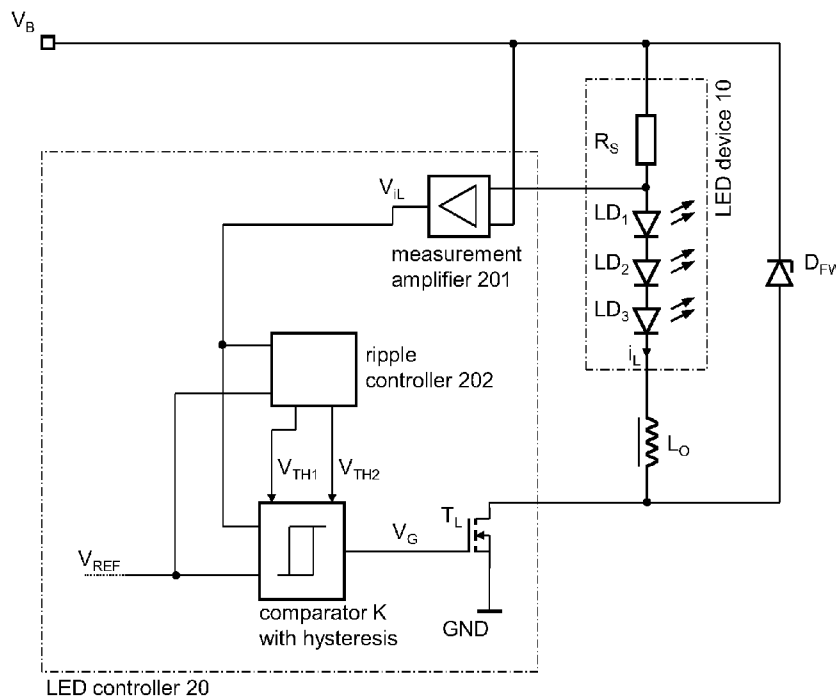 V_B
LED device 10
R_S
V_iL
LD_1
measurement
amplifier 201
LD_2
D_FW
LD_3
ripple
controller 202
i_L
L_O
V_TH1
V_TH2
T_L
V_G
V_REF
comparator K
with hysteresis
GND
LED controller 20